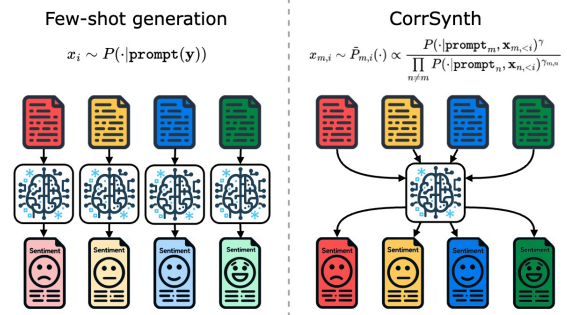 Few-shot generation
x_i ∼ P(·|prompt(y))
Sentiment
Sentiment
Sentiment
Sentiment
CorrSynth
x_{m,i} ∼ P̃_{m,i}(·) ∝ P(·|prompt_m, x_{m,<i})^γ / ∏_{n≠m} P(·|prompt_n, x_{n,<i})^{γ_{m,n}}
Sentiment
Sentiment
Sentiment
Sentiment